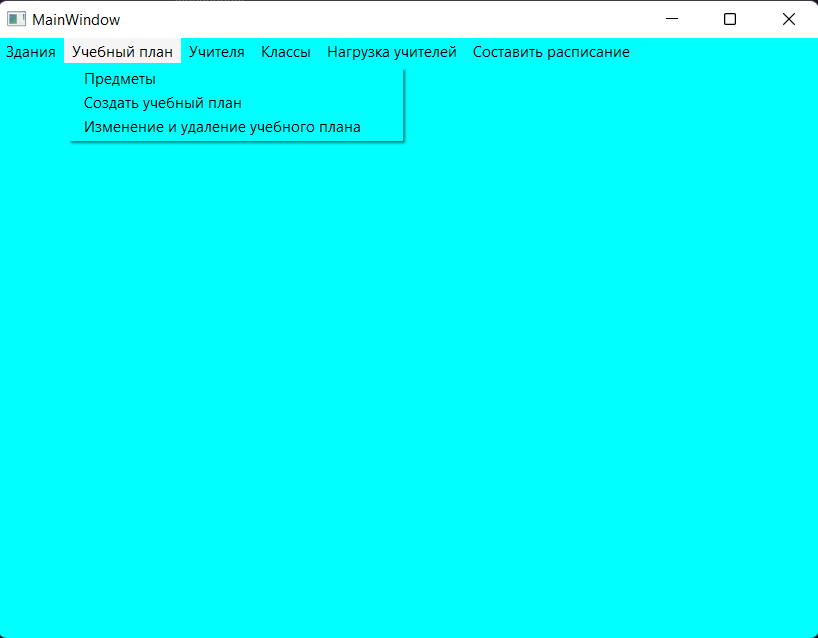 MainWindow
Здания Учебный план Учителя Классы Нагрузка учителей Составить расписание
Предметы
Создать учебный план
Изменение и удаление учебного плана